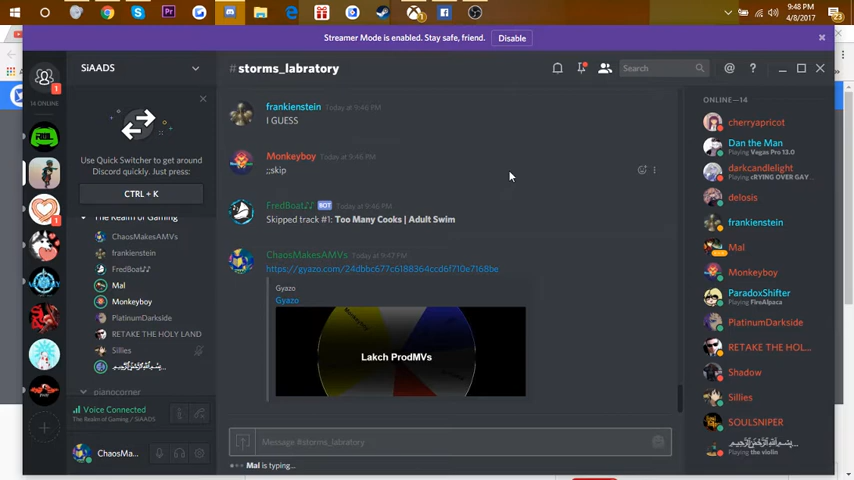 9:48 PM
4/8/2017
Streamer Mode is enabled. Stay safe, friend.
Disable
SiAADS
14 ONLINE
Use Quick Switcher to get around
Discord quickly. Just press:
CTRL + K
The Realm of Gaming
ChaosMakesAMVs
frankienstein
FredBoat♪♪
Mal
Monkeyboy
PlatinumDarkside
RETAKE THE HOLY LAND
Sillies
pianocorner
Voice Connected
The Realm of Gaming / SiAADS
ChaosMa...
#storms_labratory
Search
frankienstein Today at 9:46 PM
I GUESS
Monkeyboy Today at 9:46 PM
;;skip
FredBoat♪♪ BOT Today at 9:46 PM
Skipped track #1: Too Many Cooks | Adult Swim
ChaosMakesAMVs Today at 9:47 PM
https://gyazo.com/24dbbc677c6188364ccd6f710e7168be
Gyazo
Gyazo
Lakch ProdMVs
Message #storms_labratory
Mal is typing...
ONLINE—14
cherryapricot
Dan the Man
Playing Vegas Pro 13.0
darkcandlelight
Playing cRYING OVER GAY ...
delosis
frankienstein
Mal
Monkeyboy
ParadoxShifter
Playing FireAlpaca
PlatinumDarkside
RETAKE THE HOL...
Shadow
Sillies
SOULSNIPER
Playing the violin